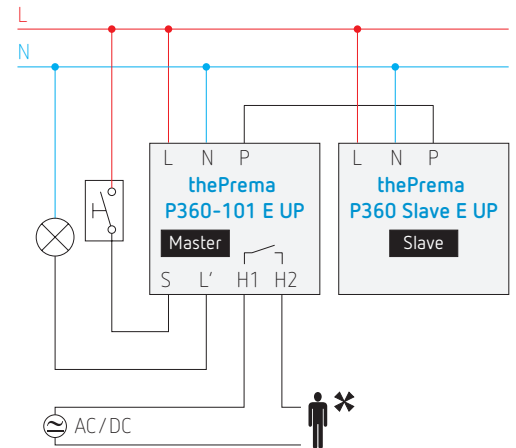 L
N
L N P
thePrema
P360-101 E UP
Master
S L' H1 H2
L N P
thePrema
P360 Slave E UP
Slave
AC/DC